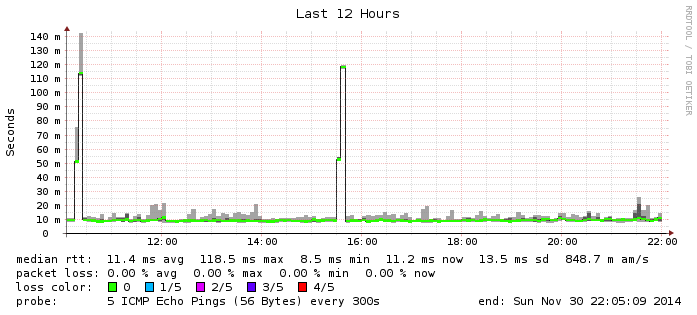 Last 12 Hours
RRDTOOL / TOBI OETIKER
Seconds
140 m
130 m
120 m
110 m
100 m
90 m
80 m
70 m
60 m
50 m
40 m
30 m
20 m
10 m
0
12:00 14:00 16:00 18:00 20:00 22:00
median rtt: 11.4 ms avg 118.5 ms max 8.5 ms min 11.2 ms now 13.5 ms sd 848.7 m am/s
packet loss: 0.00 % avg 0.00 % max 0.00 % min 0.00 % now
loss color: 0 1/5 2/5 3/5 4/5
probe: 5 ICMP Echo Pings (56 Bytes) every 300s end: Sun Nov 30 22:05:09 2014